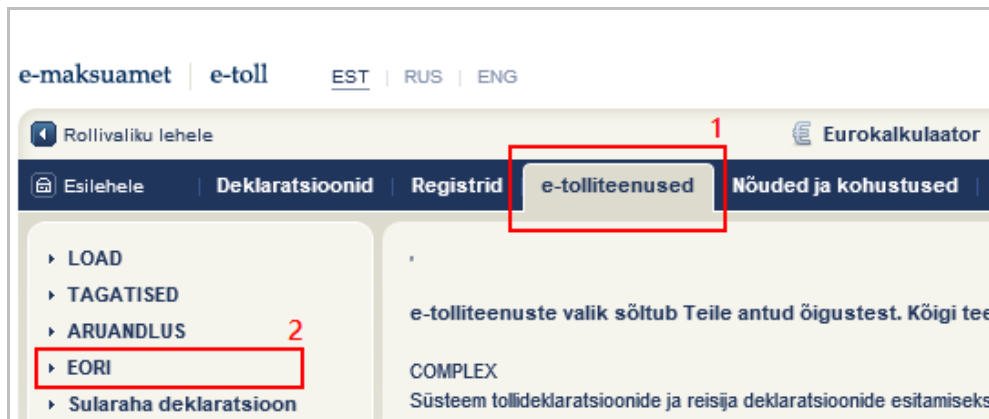 e-maksuamet e-toll EST | RUS | ENG
Rollivaliku lehele 1 Eurokalkulaator
Esilehele | Deklaratsioonid | Registrid e-tolliteenused Nõuded ja kohustused |
LOAD
TAGATISED
e-tolliteenuste valik sõltub Teile antud õigustest. Kõigi tee
ARUANDLUS 2
EORI
COMPLEX
Sularaha deklaratsioon
Süsteem tollideklaratsioonide ja reisija deklaratsioonide esitamiseks